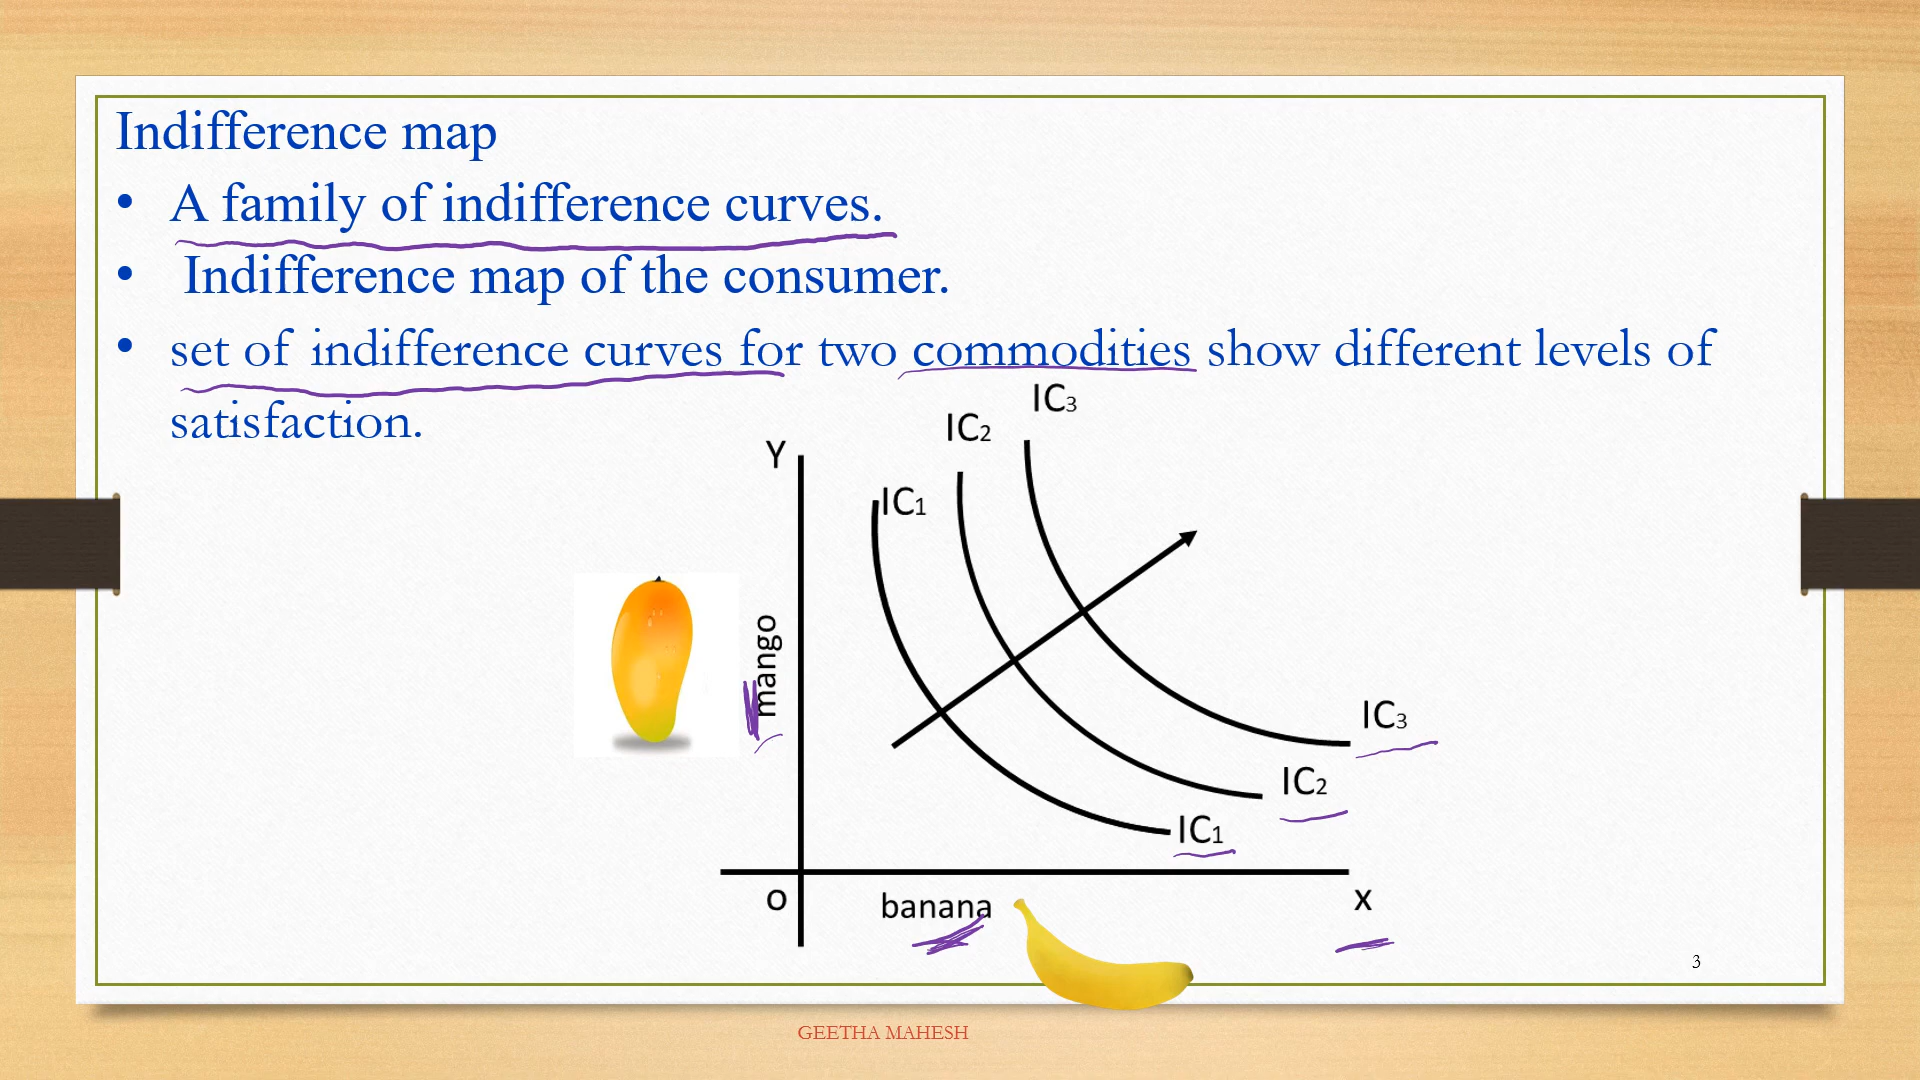 Indifference map
• A family of indifference curves.
• Indifference map of the consumer.
• set of indifference curves for two commodities show different levels of
satisfaction.
IC3
IC2
Y
IC1
mango
IC3
IC2
IC1
o
banana
x
3
GEETHA MAHESH